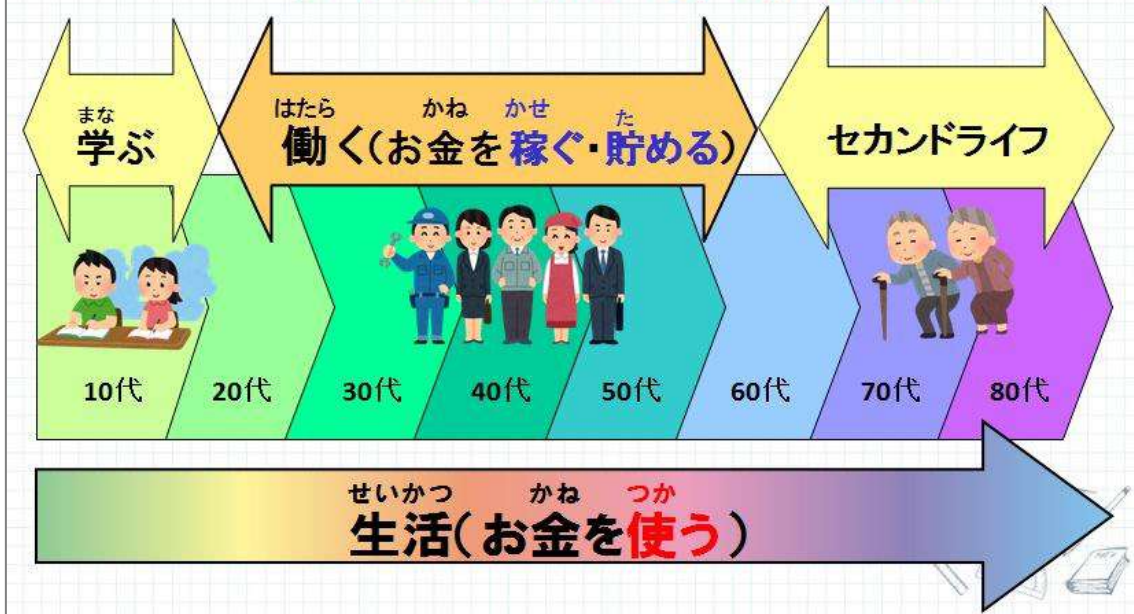 まな
学ぶ
はたら かね かせ た
働く(お金を稼ぐ・貯める)
セカンドライフ
10代 20代 30代 40代 50代 60代 70代 80代
せいかつ かね つか
生活(お金を使う)